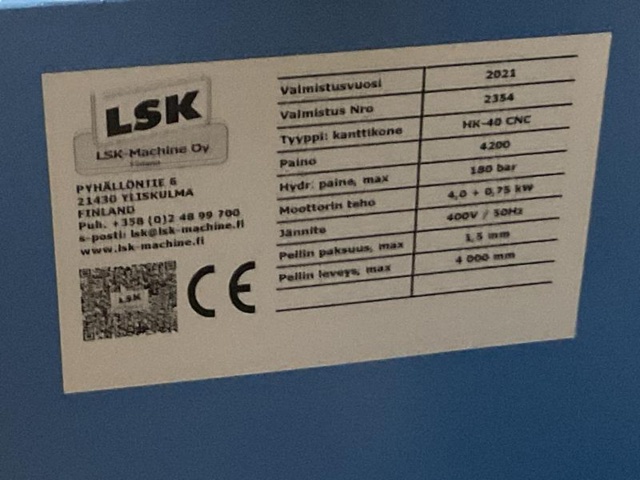 LSK
LSK-Machine Oy
Finland
PYHÄLLÖNTIE 6
21430 YLISKULMA
FINLAND
Puh. +358 (0)2 48 99 700
s-posti: lsk@lsk-machine.fi
www.lsk-machine.fi
LSK
CE
Valmistusvuosi 2021
Valmistus Nro 2354
Tyyppi: kanttikone HK-40 CNC
Paino 4200
Hydr. paine, max 180 bar
Moottorin teho 4,0 + 0,75 kW
Jännite 400V / 50Hz
Pellin paksuus, max 1,5 mm
Pellin leveys, max 4 000 mm